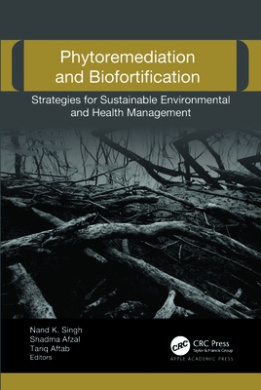 Phytoremediation
and Biofortification
Strategies for Sustainable Environmental
and Health Management
Nand K. Singh
Shadma Afzal
Tariq Aftab
Editors
CRC
CRC Press
Taylor & Francis Group
APPLE ACADEMIC PRESS